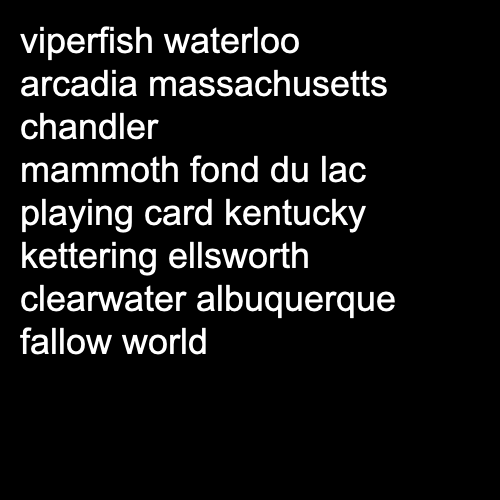 viperfish waterloo
arcadia massachusetts
chandler
mammoth fond du lac
playing card kentucky
kettering ellsworth
clearwater albuquerque
fallow world